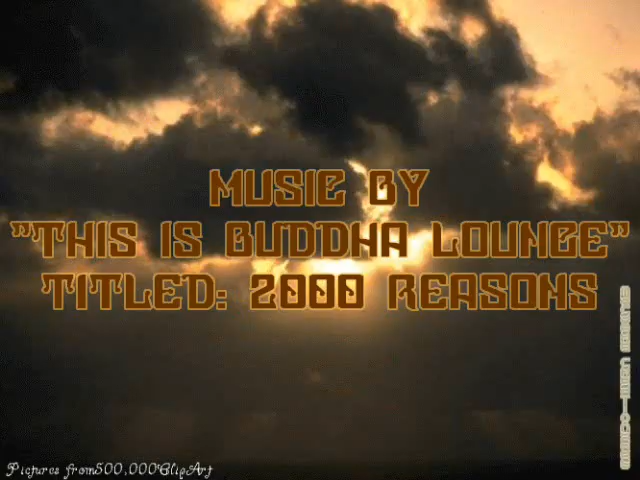 MUSIC BY
"THIS IS BUDDHA LOUNGE"
TITLED: 2000 REASONS
Pictures from500,000ClipArt